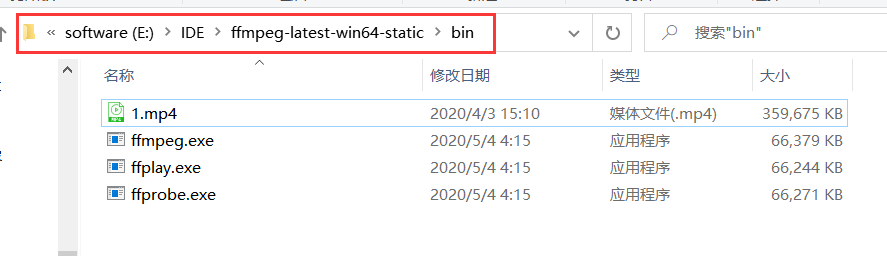 « software (E:) > IDE > ffmpeg-latest-win64-static > bin
搜索"bin"
名称 修改日期 类型 大小
1.mp4 2020/4/3 15:10 媒体文件(.mp4) 359,675 KB
ffmpeg.exe 2020/5/4 4:15 应用程序 66,379 KB
ffplay.exe 2020/5/4 4:15 应用程序 66,244 KB
ffprobe.exe 2020/5/4 4:15 应用程序 66,271 KB